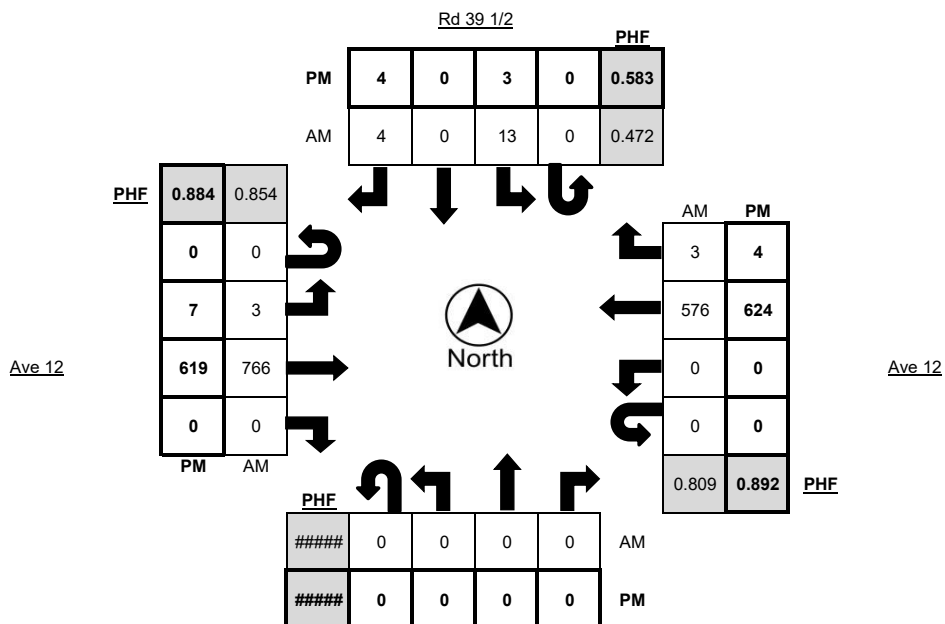 Rd 39 1/2
PHF
PM 4 0 3 0 0.583
AM 4 0 13 0 0.472
PHF 0.884 0.854
AM PM
0 0
3 4
7 3
576 624
North
Ave 12
619 766
0 0
Ave 12
0 0
0 0
PM AM
0.809 0.892 PHF
PHF
##### 0 0 0 0 AM
##### 0 0 0 0 PM